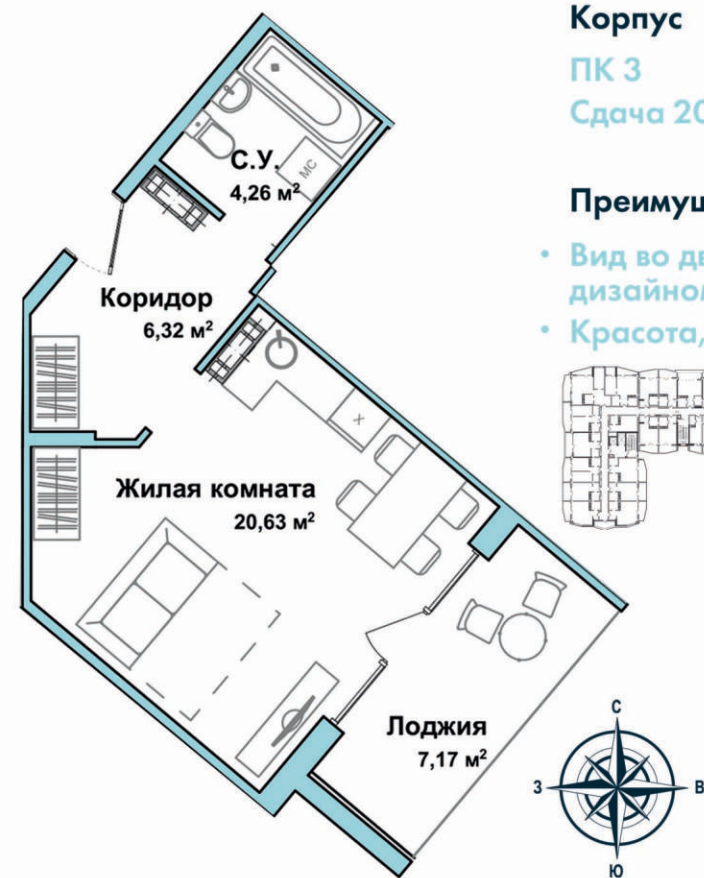 Корпус
ПК 3
Сдача 20
Преимущ
• Вид во дв
дизайном
• Красота,
С.У.
4,26 м²
МС
Коридор
6,32 м²
Жилая комната
20,63 м²
Лоджия
7,17 м²
С
З
В
Ю